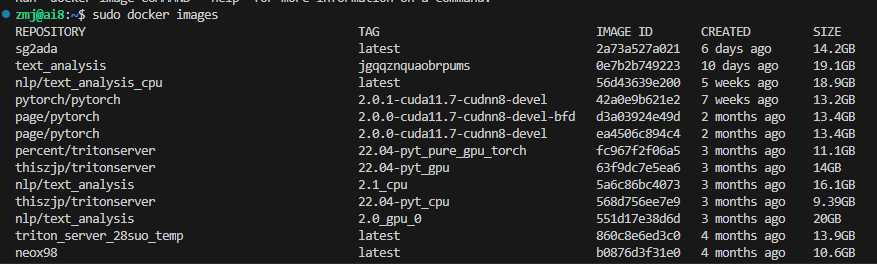 zmj@ai8:~$ sudo docker images
REPOSITORY TAG IMAGE ID CREATED SIZE
sg2ada latest 2a73a527a021 6 days ago 14.2GB
text_analysis jgqqznquaobrpums 0e7b2b749223 10 days ago 19.1GB
nlp/text_analysis_cpu latest 56d43639e200 5 weeks ago 18.9GB
pytorch/pytorch 2.0.1-cuda11.7-cudnn8-devel 42a0e9b621e2 7 weeks ago 13.2GB
page/pytorch 2.0.0-cuda11.7-cudnn8-devel-bfd d3a03924e49d 2 months ago 13.4GB
page/pytorch 2.0.0-cuda11.7-cudnn8-devel ea4506c894c4 2 months ago 13.4GB
percent/tritonserver 22.04-pyt_pure_gpu_torch fc967f2f06a5 3 months ago 11.1GB
thiszjp/tritonserver 22.04-pyt_gpu 63f9dc7e5ea6 3 months ago 14GB
nlp/text_analysis 2.1_cpu 5a6c86bc4073 3 months ago 16.1GB
thiszjp/tritonserver 22.04-pyt_cpu 568d756ee7e9 3 months ago 9.39GB
nlp/text_analysis 2.0_gpu_0 551d17e38d6d 3 months ago 20GB
triton_server_28suo_temp latest 860c8e6ed3c0 4 months ago 13.9GB
neox98 latest b0876d3f31e0 4 months ago 10.6GB